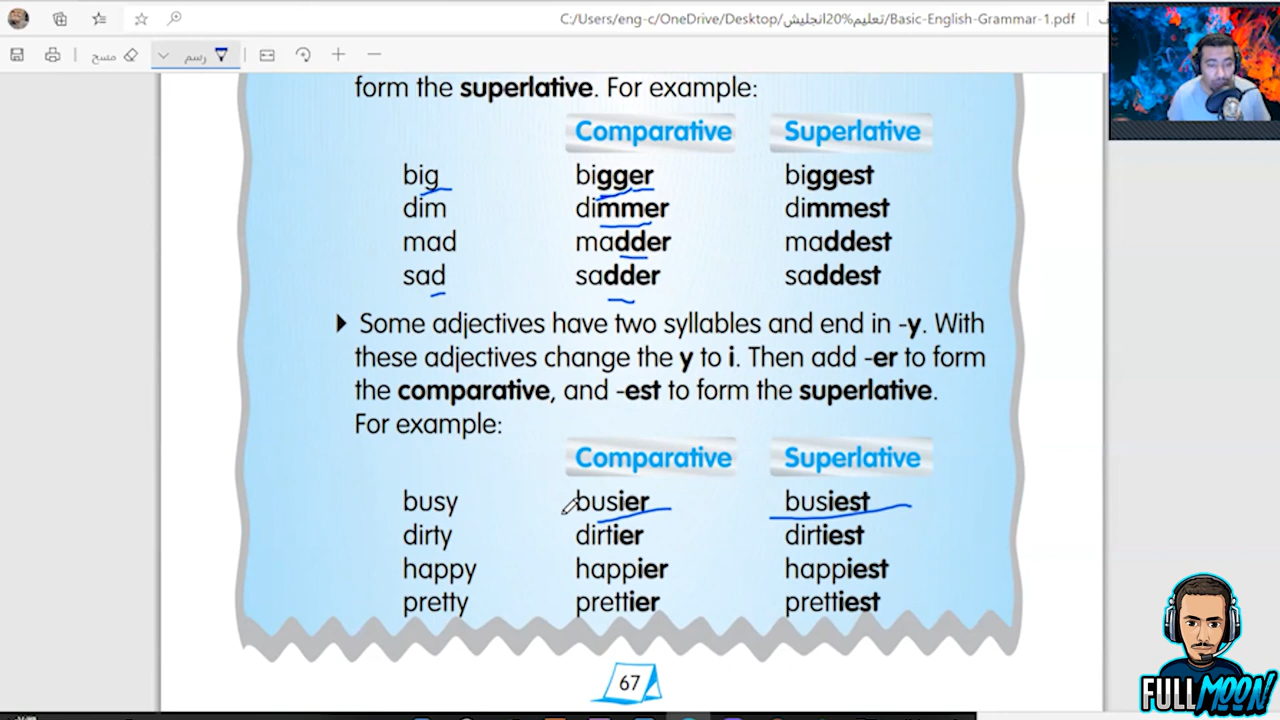 C:/Users/eng-c/OneDrive/Desktop/تعليم%20انجليش/Basic-English-Grammar-1.pdf
مسح
رسم
form the superlative. For example:
Comparative Superlative
big bigger biggest
dim dimmer dimmest
mad madder maddest
sad sadder saddest
Some adjectives have two syllables and end in -y. With
these adjectives change the y to i. Then add -er to form
the comparative, and -est to form the superlative.
For example:
Comparative Superlative
busy busier busiest
dirty dirtier dirtiest
happy happier happiest
pretty prettier prettiest
67
FULLMOON